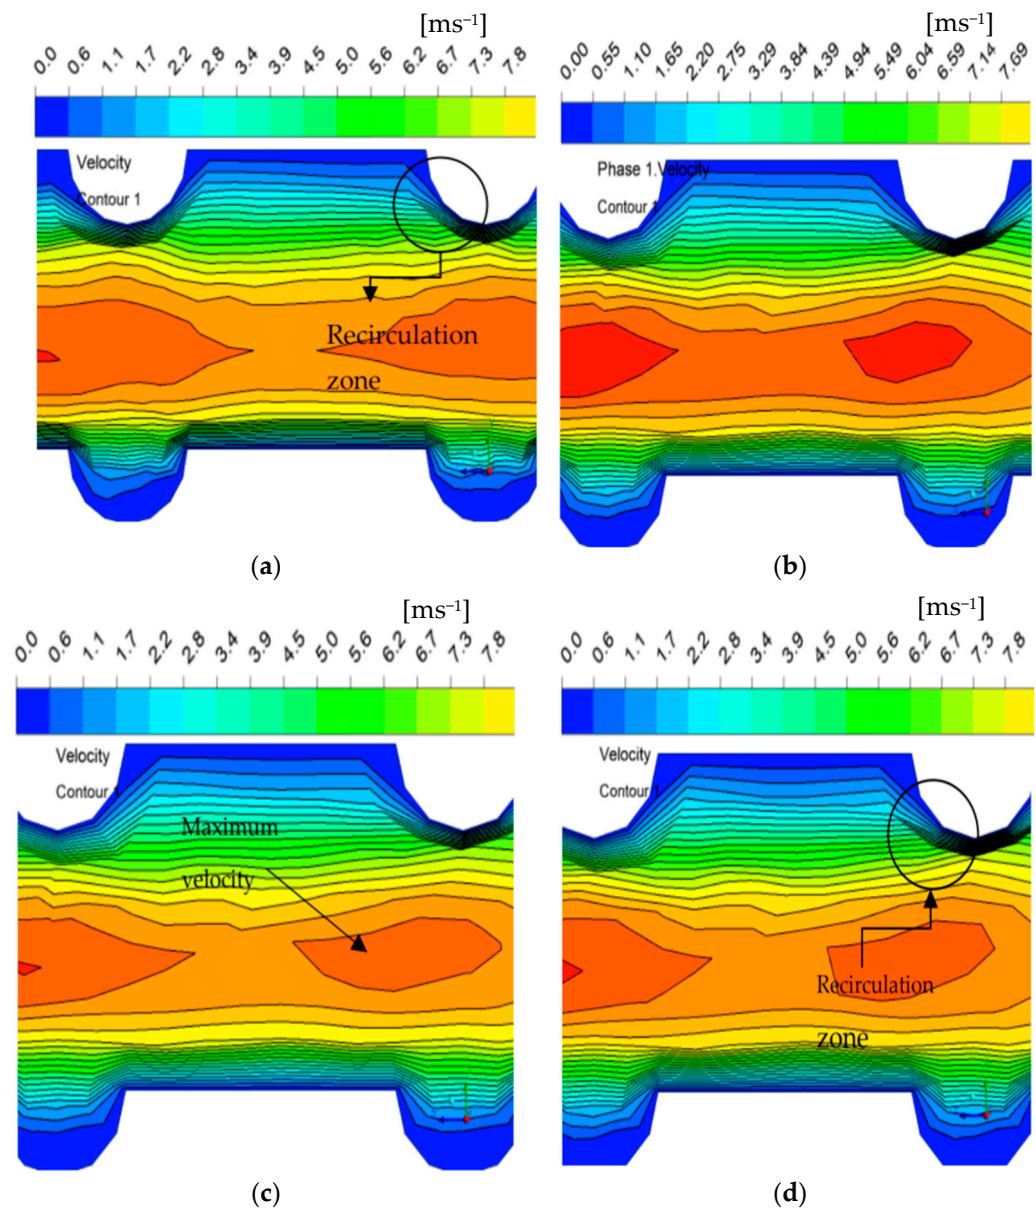 [ms⁻¹] [ms⁻¹]
0.0 0.6 1.1 1.7 2.2 2.8 3.4 3.9 4.5 5.0 5.6 6.2 6.7 7.3 7.8
0.00 0.55 1.10 1.65 2.20 2.75 3.29 3.84 4.39 4.94 5.49 6.04 6.59 7.14 7.69
Velocity
Contour 1
Recirculation
zone
Phase 1.Velocity
Contour 1
(a) (b)
[ms⁻¹] [ms⁻¹]
0.0 0.6 1.1 1.7 2.2 2.8 3.4 3.9 4.5 5.0 5.6 6.2 6.7 7.3 7.8
0.0 0.6 1.1 1.7 2.2 2.8 3.4 3.9 4.5 5.0 5.6 6.2 6.7 7.3 7.8
Velocity
Contour 1
Maximum
velocity
Velocity
Contour 1
Recirculation
zone
(c) (d)